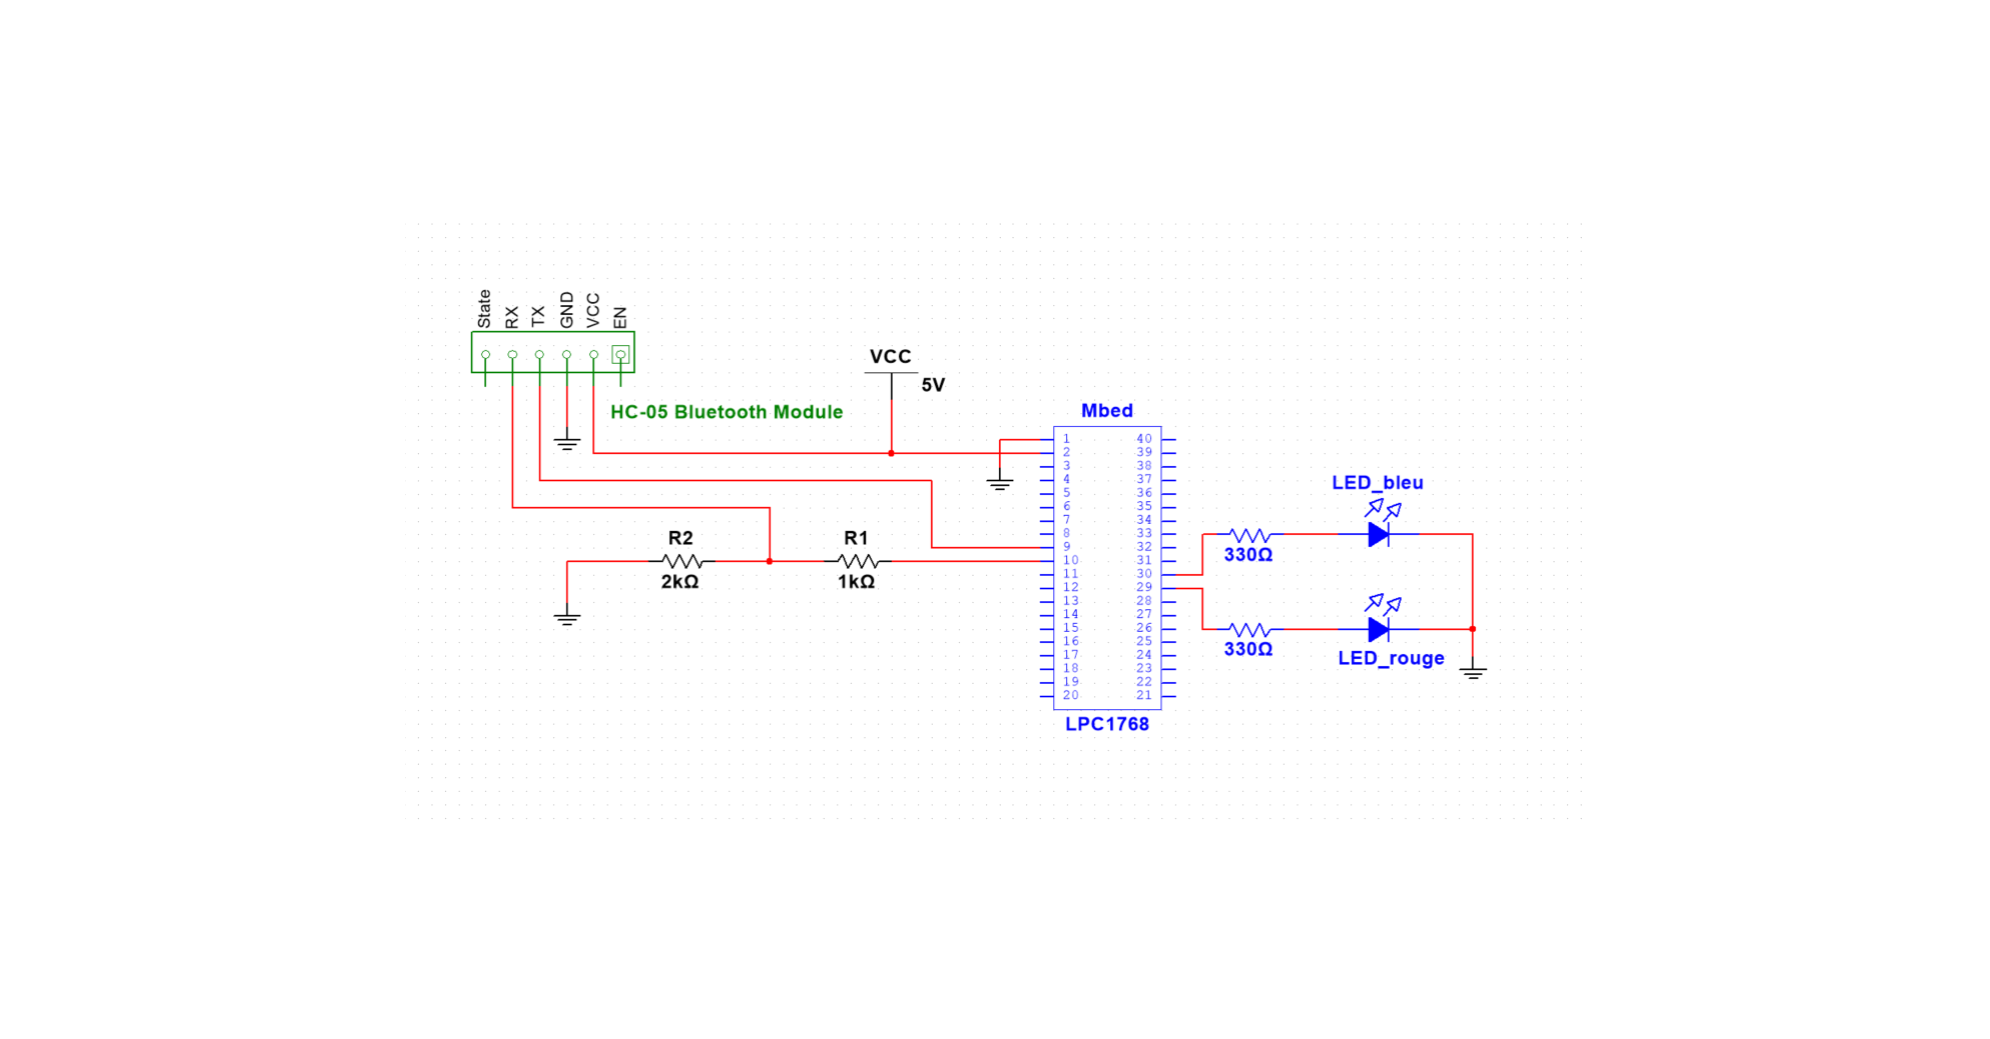 State
RX
TX
GND
VCC
EN
HC-05 Bluetooth Module
VCC
5V
R2
2kΩ
R1
1kΩ
Mbed
1 40
2 39
3 38
4 37
5 36
6 35
7 34
8 33
9 32
10 31
11 30
12 29
13 28
14 27
15 26
16 25
17 24
18 23
19 22
20 21
LPC1768
LED_bleu
330Ω
330Ω
LED_rouge